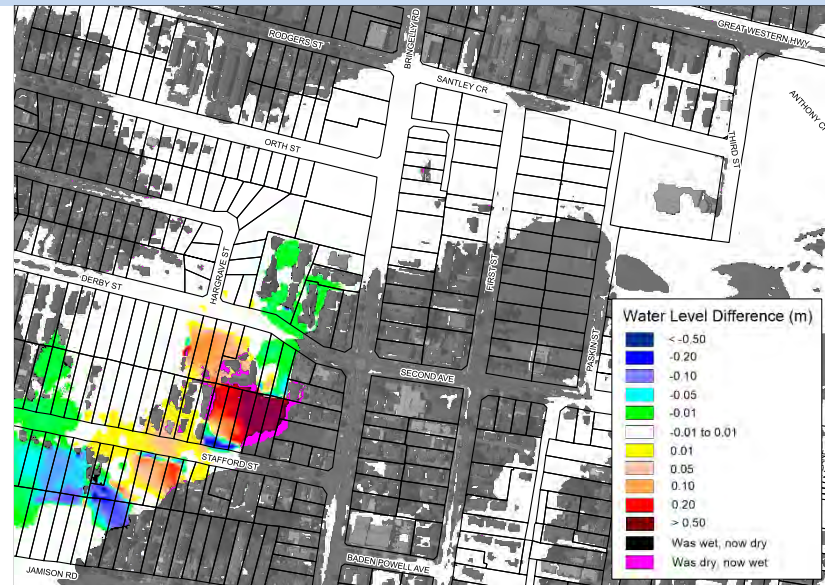 GREAT WESTERN HWY
RODGERS ST
BRINGELLY RD
SANTLEY CR
ORTH ST
THIRD ST
HARGRAVE ST
DERBY ST
FIRST ST
PASKIN ST
SECOND AVE
STAFFORD ST
BADEN POWELL AVE
JAMISON RD
Water Level Difference (m)
< -0.50
-0.20
-0.10
-0.05
-0.01
-0.01 to 0.01
0.01
0.05
0.10
0.20
> 0.50
Was wet, now dry
Was dry, now wet